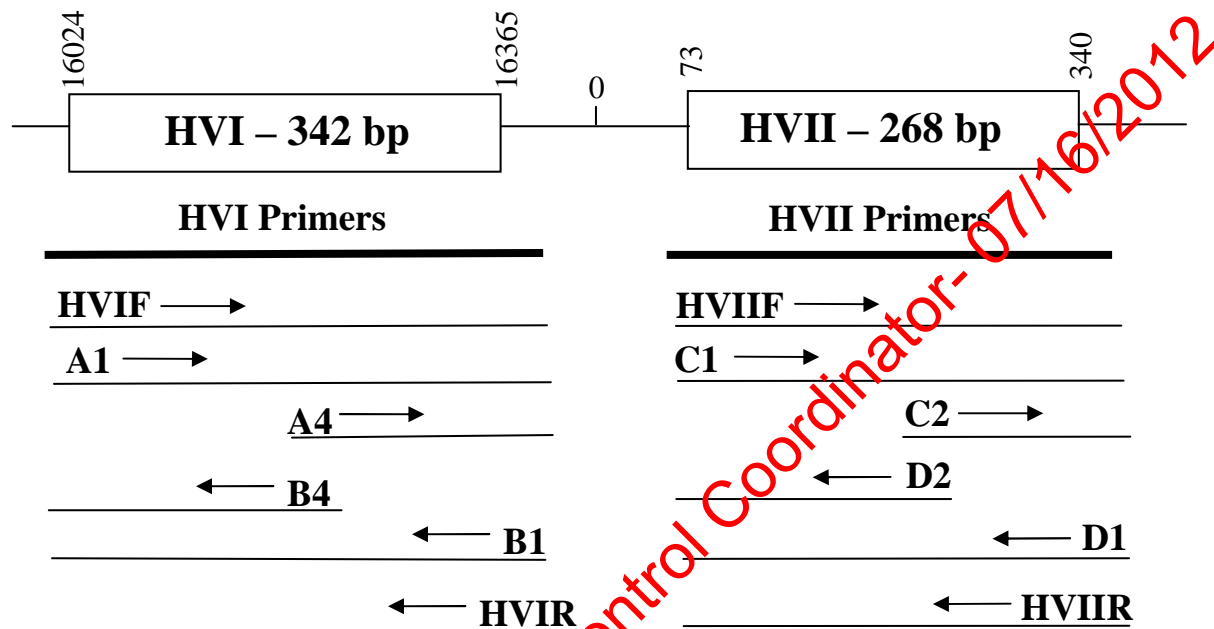 16024
16365
0
73
340
HVI – 342 bp
HVII – 268 bp
HVI Primers
HVII Primers
HVIF
HVIIF
A1
C1
A4
C2
B4
D2
B1
D1
HVIR
HVIIR
ontrol Coordinator- 07/16/2012